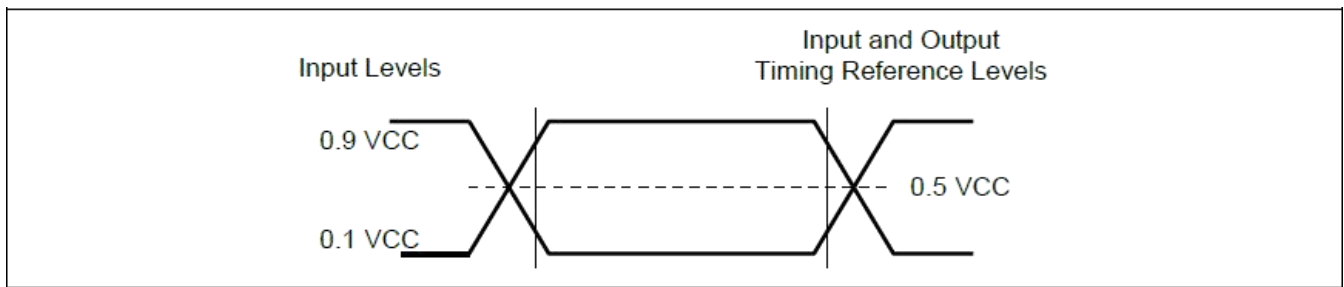 Input Levels
Input and Output
Timing Reference Levels
0.9 VCC
0.5 VCC
0.1 VCC